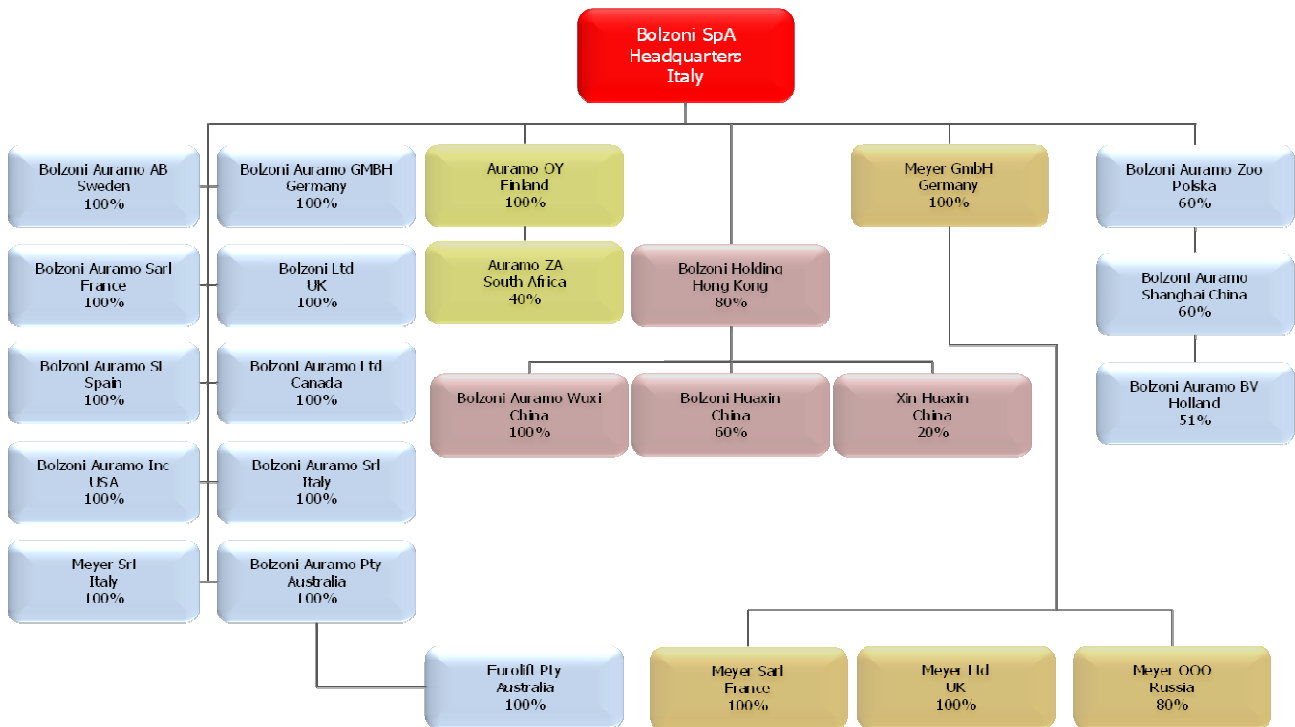 Bolzoni SpA
Headquarters
Italy
Bolzoni Auramo AB
Sweden
100%
Bolzoni Auramo GMBH
Germany
100%
Auramo OY
Finland
100%
Meyer GmbH
Germany
100%
Bolzoni Auramo Zoo
Polska
60%
Bolzoni Auramo Sarl
France
100%
Bolzoni Ltd
UK
100%
Auramo ZA
South Africa
40%
Bolzoni Holding
Hong Kong
80%
Bolzoni Auramo
Shanghai China
60%
Bolzoni Auramo Sl
Spain
100%
Bolzoni Auramo Ltd
Canada
100%
Bolzoni Auramo Wuxi
China
100%
Bolzoni Huaxin
China
60%
Xin Huaxin
China
20%
Bolzoni Auramo BV
Holland
51%
Bolzoni Auramo Inc
USA
100%
Bolzoni Auramo Srl
Italy
100%
Meyer Srl
Italy
100%
Bolzoni Auramo Pty
Australia
100%
Eurolift Pty
Australia
100%
Meyer Sarl
France
100%
Meyer Ltd
UK
100%
Meyer OOO
Russia
80%